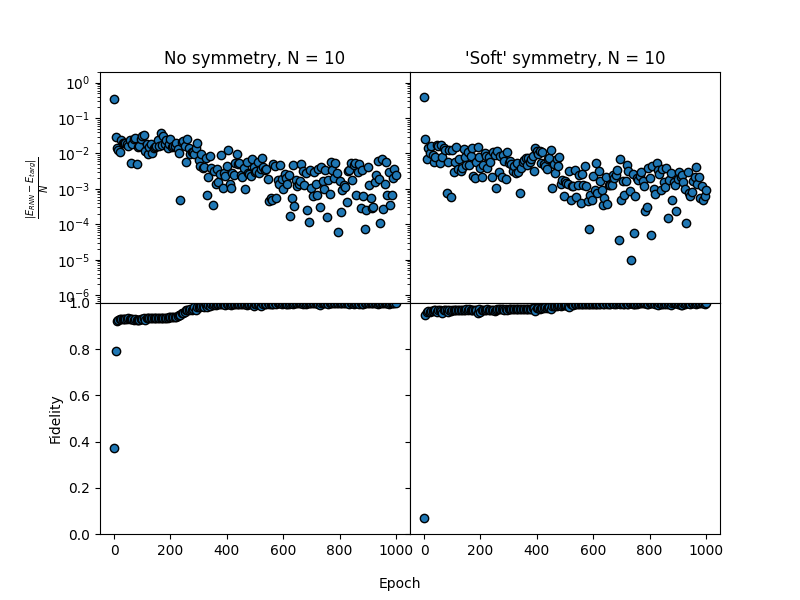 No symmetry, N = 10
'Soft' symmetry, N = 10
10⁰
10⁻¹
10⁻²
10⁻³
10⁻⁴
10⁻⁵
10⁻⁶
|E_RNN − E_targ|
N
1.0
0.8
0.6
0.4
0.2
0.0
Fidelity
0 200 400 600 800 1000
0 200 400 600 800 1000
Epoch